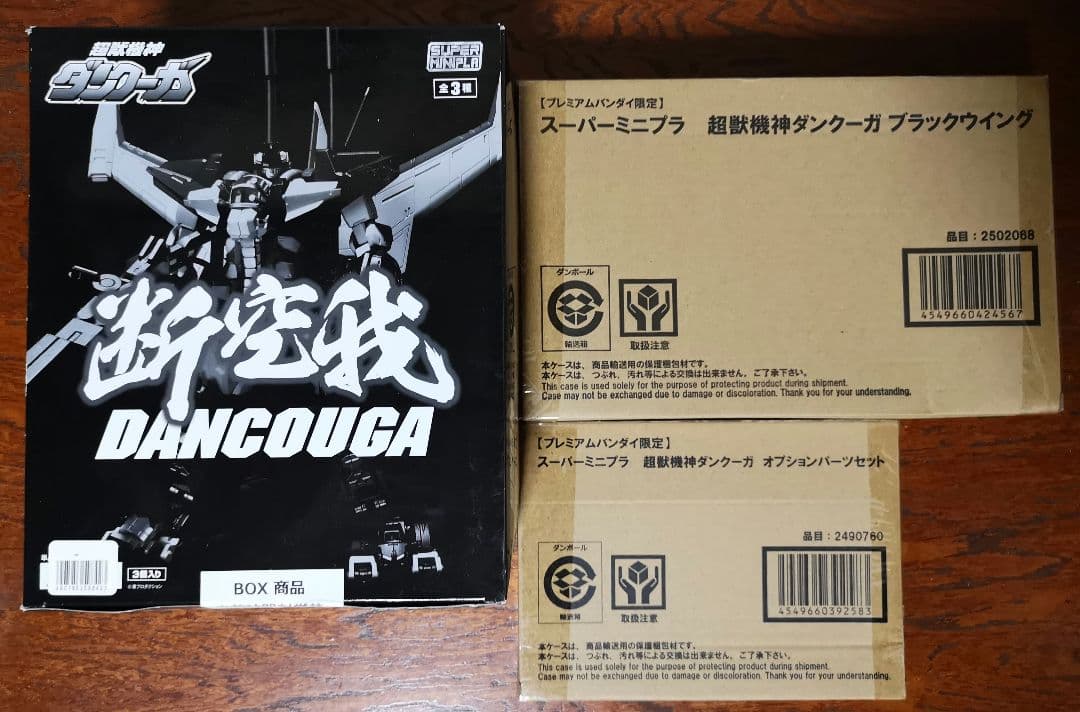 超獣機神
ダンクーガ
SUPER
MINIPLA
全3種
断空我
DANCOUGA
3個入り
BOX 商品
【プレミアムバンダイ限定】
スーパーミニプラ 超獣機神ダンクーガ ブラックウイング
品目:2502068
4549660424567
ダンボール
輸送箱
取扱注意
本ケースは、商品輸送用の保護梱包材です。
本ケースは、つぶれ、汚れ等による交換は出来ません。ご了承下さい。
This case is used solely for the purpose of protecting product during shipment.
Case may not be exchanged due to damage or discoloration. Thank you for your understanding.
【プレミアムバンダイ限定】
スーパーミニプラ 超獣機神ダンクーガ オプションパーツセット
品目:2490760
4549660392583
ダンボール
輸送箱
取扱注意
本ケースは、商品輸送用の保護梱包材です。
本ケースは、つぶれ、汚れ等による交換は出来ません。ご了承下さい。
This case is used solely for the purpose of protecting product during shipment.
Case may not be exchanged due to damage or discoloration. Thank you for your understanding.